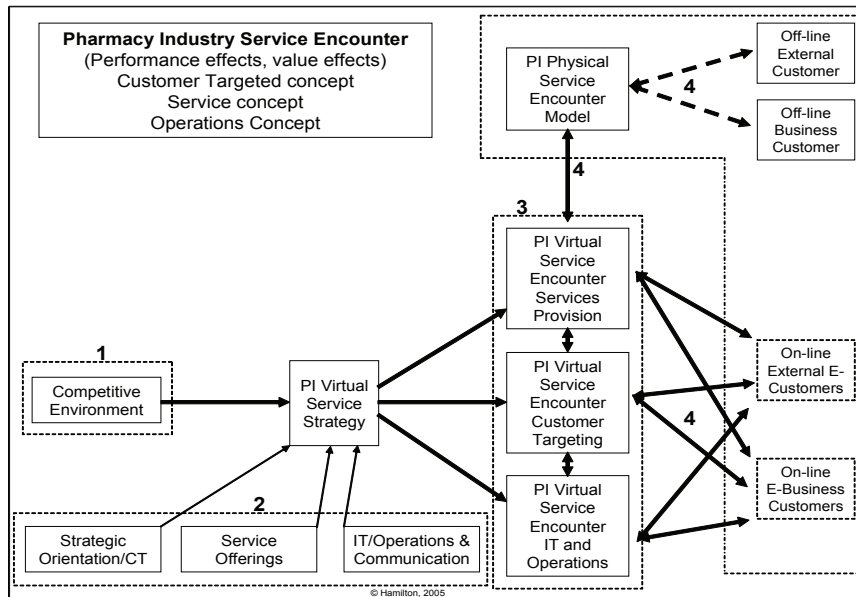 Pharmacy Industry Service Encounter
(Performance effects, value effects)
Customer Targeted concept
Service concept
Operations Concept
PI Physical
Service
Encounter
Model
4
Off-line
External
Customer
Off-line
Business
Customer
4
3
PI Virtual
Service
Encounter
Services
Provision
1
Competitive
Environment
PI Virtual
Service
Strategy
PI Virtual
Service
Encounter
Customer
Targeting
4
On-line
External E-
Customers
On-line
E-Business
Customers
2
Strategic
Orientation/CT
Service
Offerings
IT/Operations &
Communication
PI Virtual
Service
Encounter
IT and
Operations
© Hamilton, 2005